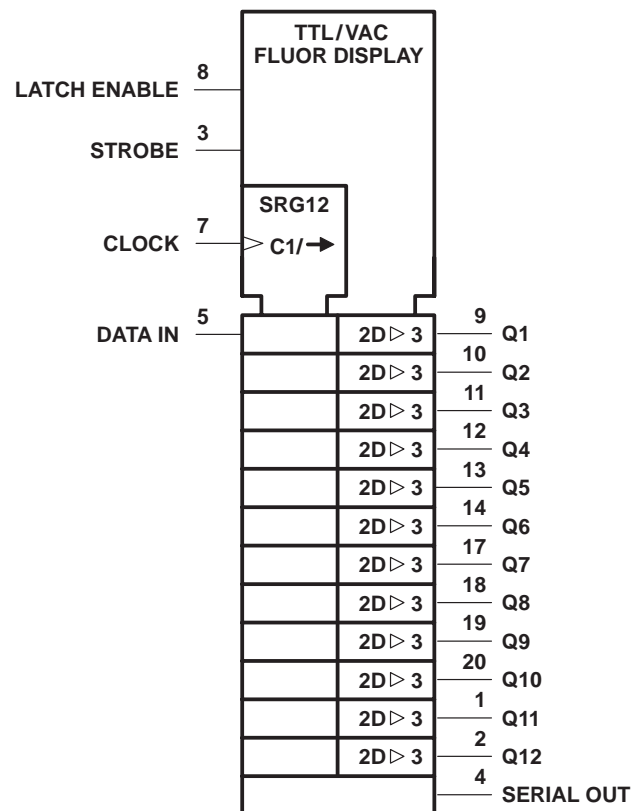 TTL/VAC
FLUOR DISPLAY
8
LATCH ENABLE
3
STROBE
SRG12
7
CLOCK
C1/
5
DATA IN
2D 3
9
Q1
2D 3
10
Q2
2D 3
11
Q3
2D 3
12
Q4
2D 3
13
Q5
2D 3
14
Q6
2D 3
17
Q7
2D 3
18
Q8
2D 3
19
Q9
2D 3
20
Q10
2D 3
1
Q11
2D 3
2
Q12
4
SERIAL OUT